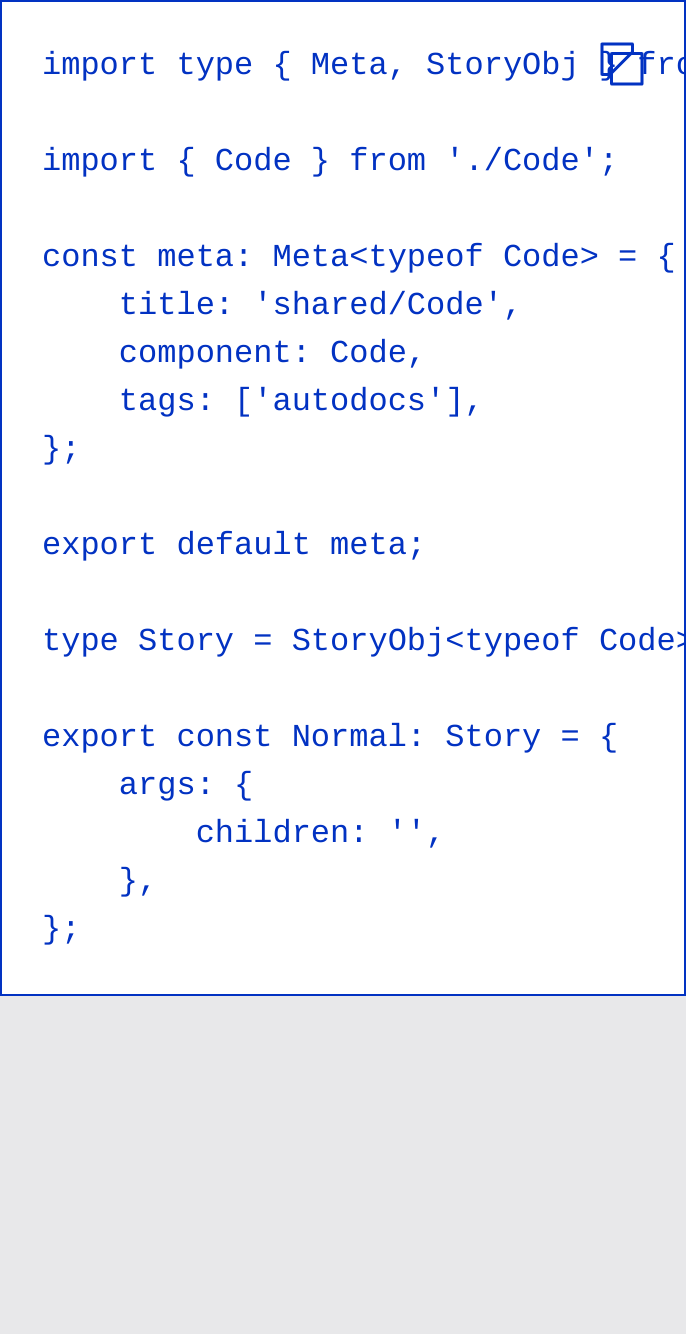 import type { Meta, StoryObj } fro
import { Code } from './Code';
const meta: Meta<typeof Code> = {
    title: 'shared/Code',
    component: Code,
    tags: ['autodocs'],
};
export default meta;
type Story = StoryObj<typeof Code>
export const Normal: Story = {
    args: {
        children: '',
    },
};